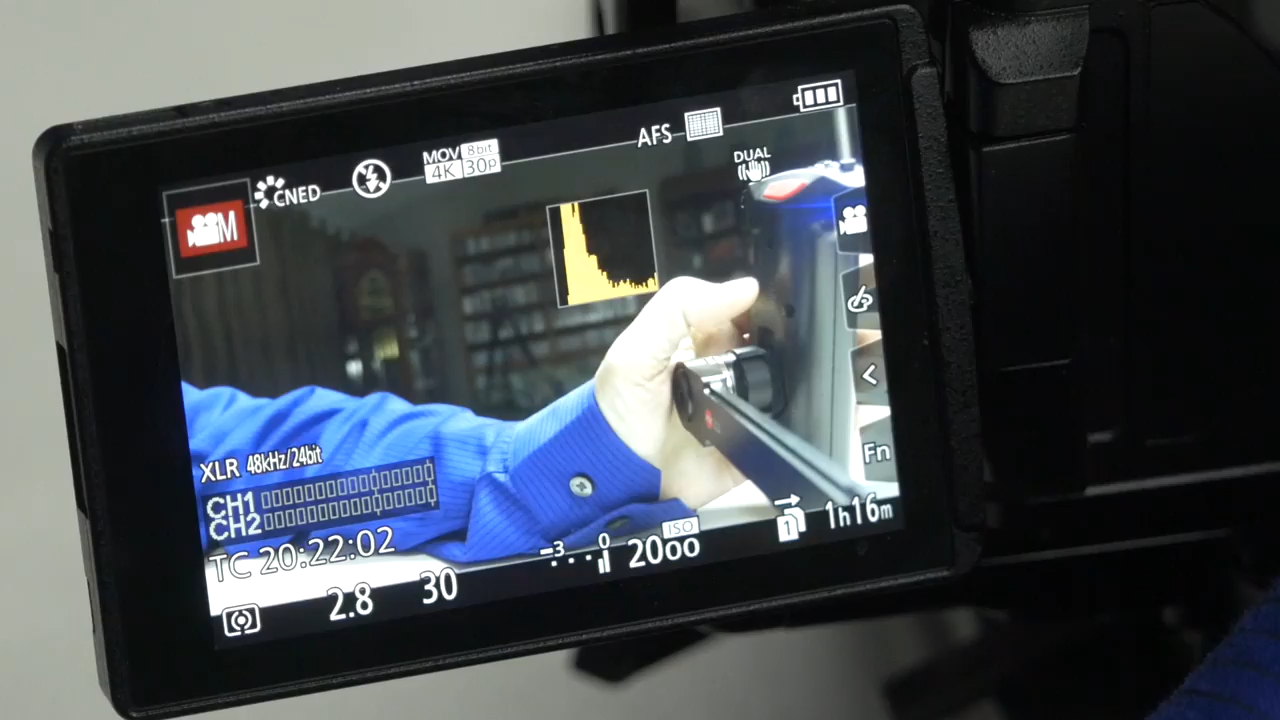 AFS
MOV 8bit
4K 30p
CNED
M
DUAL
Fn
XLR 48kHz/24bit
CH1
CH2
TC 20:22:02
2.8
30
-3
0
ISO
2000
1
1h16m